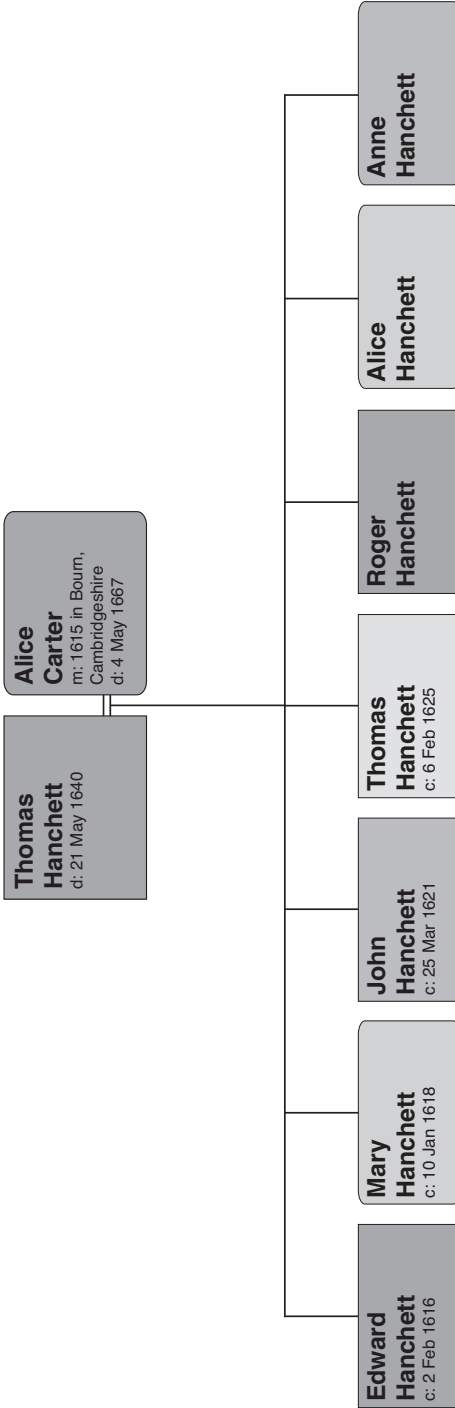 Thomas
Hanchett
d: 21 May 1640
Alice
Carter
m: 1615 in Bourn,
Cambridgeshire
d: 4 May 1667
Edward
Hanchett
c: 2 Feb 1616
Mary
Hanchett
c: 10 Jan 1618
John
Hanchett
c: 25 Mar 1621
Thomas
Hanchett
c: 6 Feb 1625
Roger
Hanchett
Alice
Hanchett
Anne
Hanchett